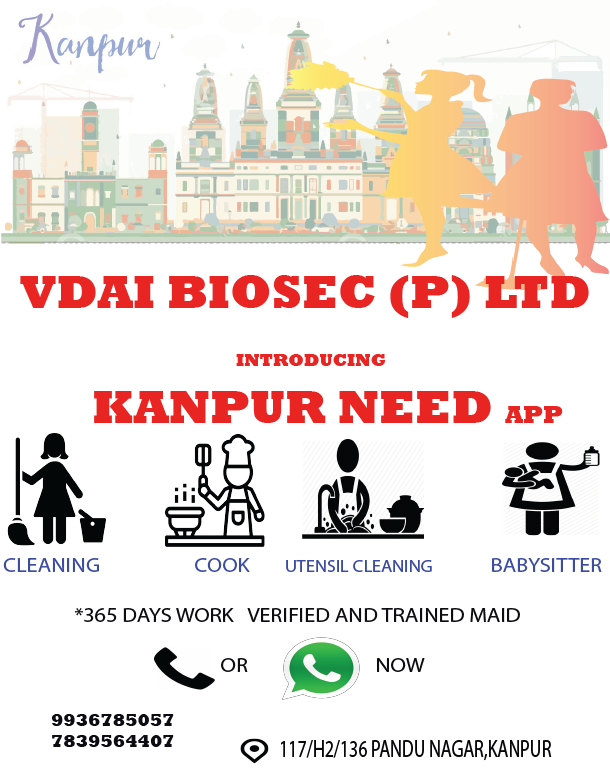 Kanpur
VDAI BIOSEC (P) LTD
INTRODUCING
KANPUR NEED APP
CLEANING COOK UTENSIL CLEANING BABYSITTER
*365 DAYS WORK VERIFIED AND TRAINED MAID
OR NOW
9936785057
7839564407
117/H2/136 PANDU NAGAR,KANPUR